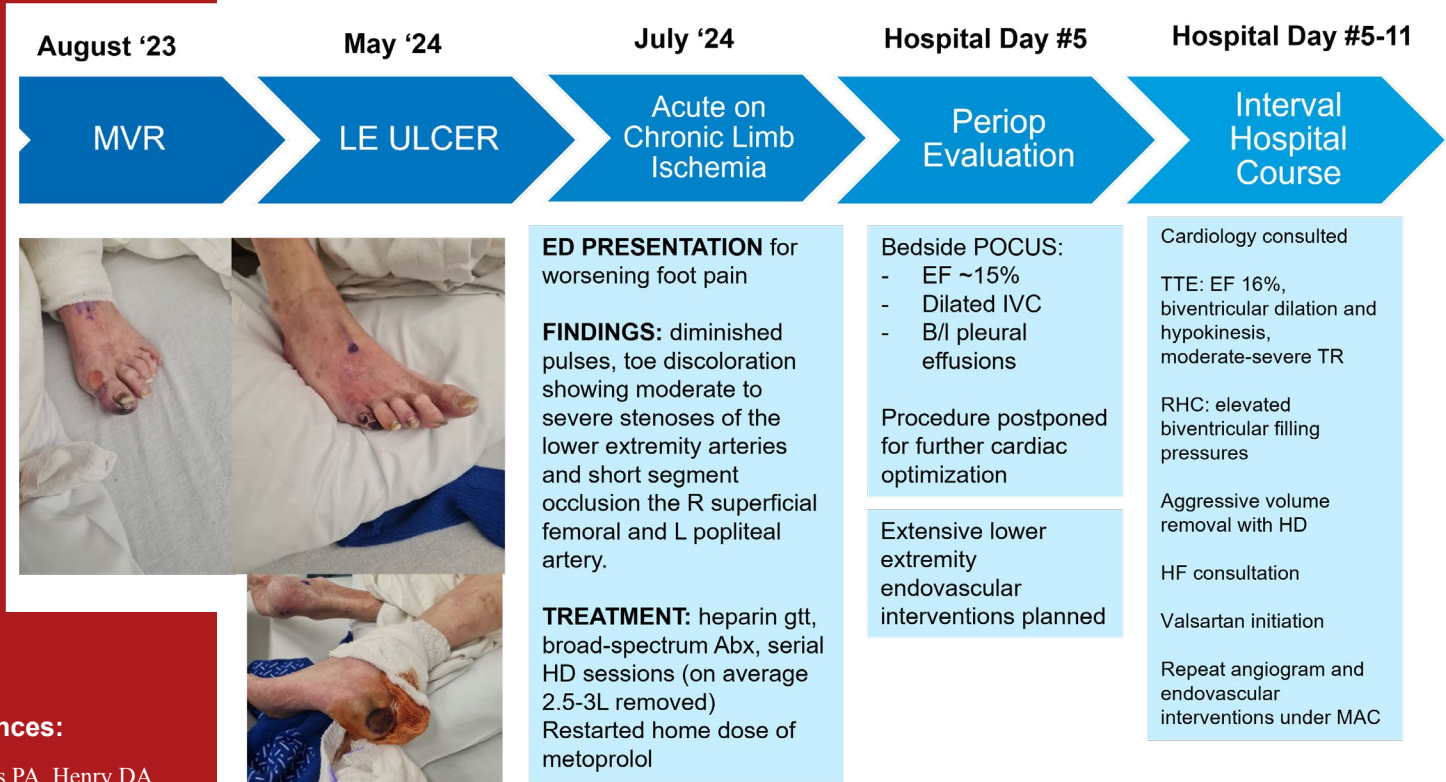 August ‘23
May ‘24
July ‘24
Hospital Day #5
Hospital Day #5-11
MVR
LE ULCER
Acute on
Chronic Limb
Ischemia
Periop
Evaluation
Interval
Hospital
Course
ED PRESENTATION for
worsening foot pain
FINDINGS: diminished
pulses, toe discoloration
showing moderate to
severe stenoses of the
lower extremity arteries
and short segment
occlusion the R superficial
femoral and L popliteal
artery.
TREATMENT: heparin gtt,
broad-spectrum Abx, serial
HD sessions (on average
2.5-3L removed)
Restarted home dose of
metoprolol
Bedside POCUS:
- EF ~15%
- Dilated IVC
- B/l pleural
effusions
Procedure postponed
for further cardiac
optimization
Extensive lower
extremity
endovascular
interventions planned
Cardiology consulted
TTE: EF 16%,
biventricular dilation and
hypokinesis,
moderate-severe TR
RHC: elevated
biventricular filling
pressures
Aggressive volume
removal with HD
HF consultation
Valsartan initiation
Repeat angiogram and
endovascular
interventions under MAC
nces:
s PA, Henry DA